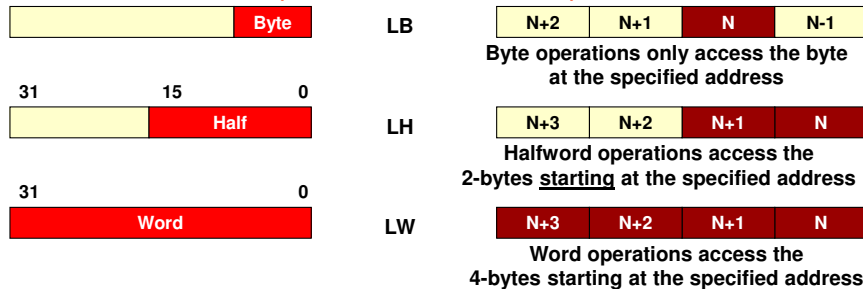 Byte LB N+2 N+1 N N-1
Byte operations only access the byte
at the specified address
31 15 0
Half LH N+3 N+2 N+1 N
Halfword operations access the
2-bytes starting at the specified address
31 0
Word LW N+3 N+2 N+1 N
Word operations access the
4-bytes starting at the specified address